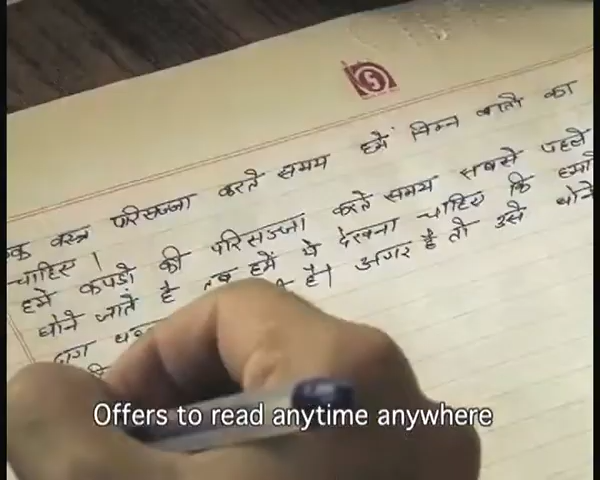 वस्त्र परिसज्जा करते समय हमें निम्न बातों का
चाहिए।
हमें कपड़ो की परिसज्जा करते समय सबसे पहले
धोने जाते है तब हमें ये देखना चाहिए कि हमारे
दाग है। अगर है तो उसे धोने
Offers to read anytime anywhere